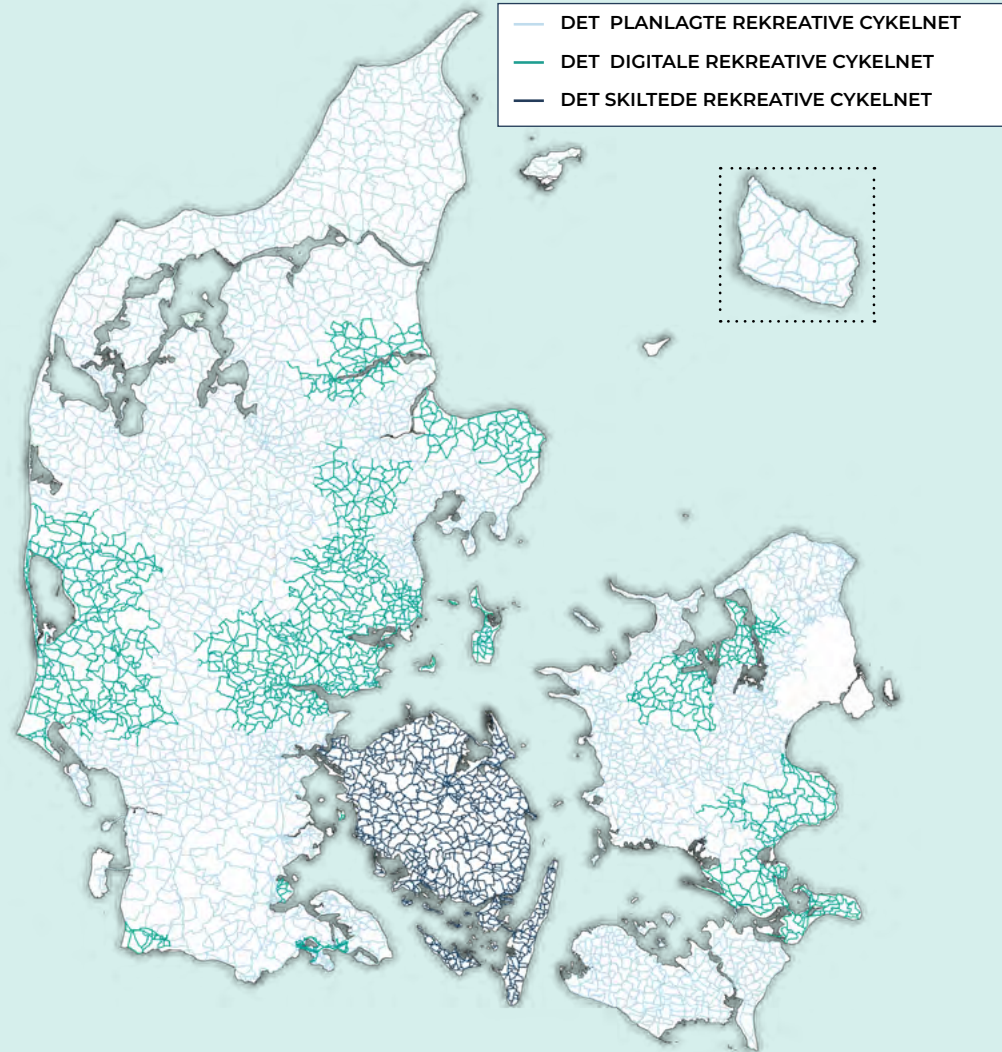 DET PLANLAGTE REKREATIVE CYKELNET
DET DIGITALE REKREATIVE CYKELNET
DET SKILTEDE REKREATIVE CYKELNET